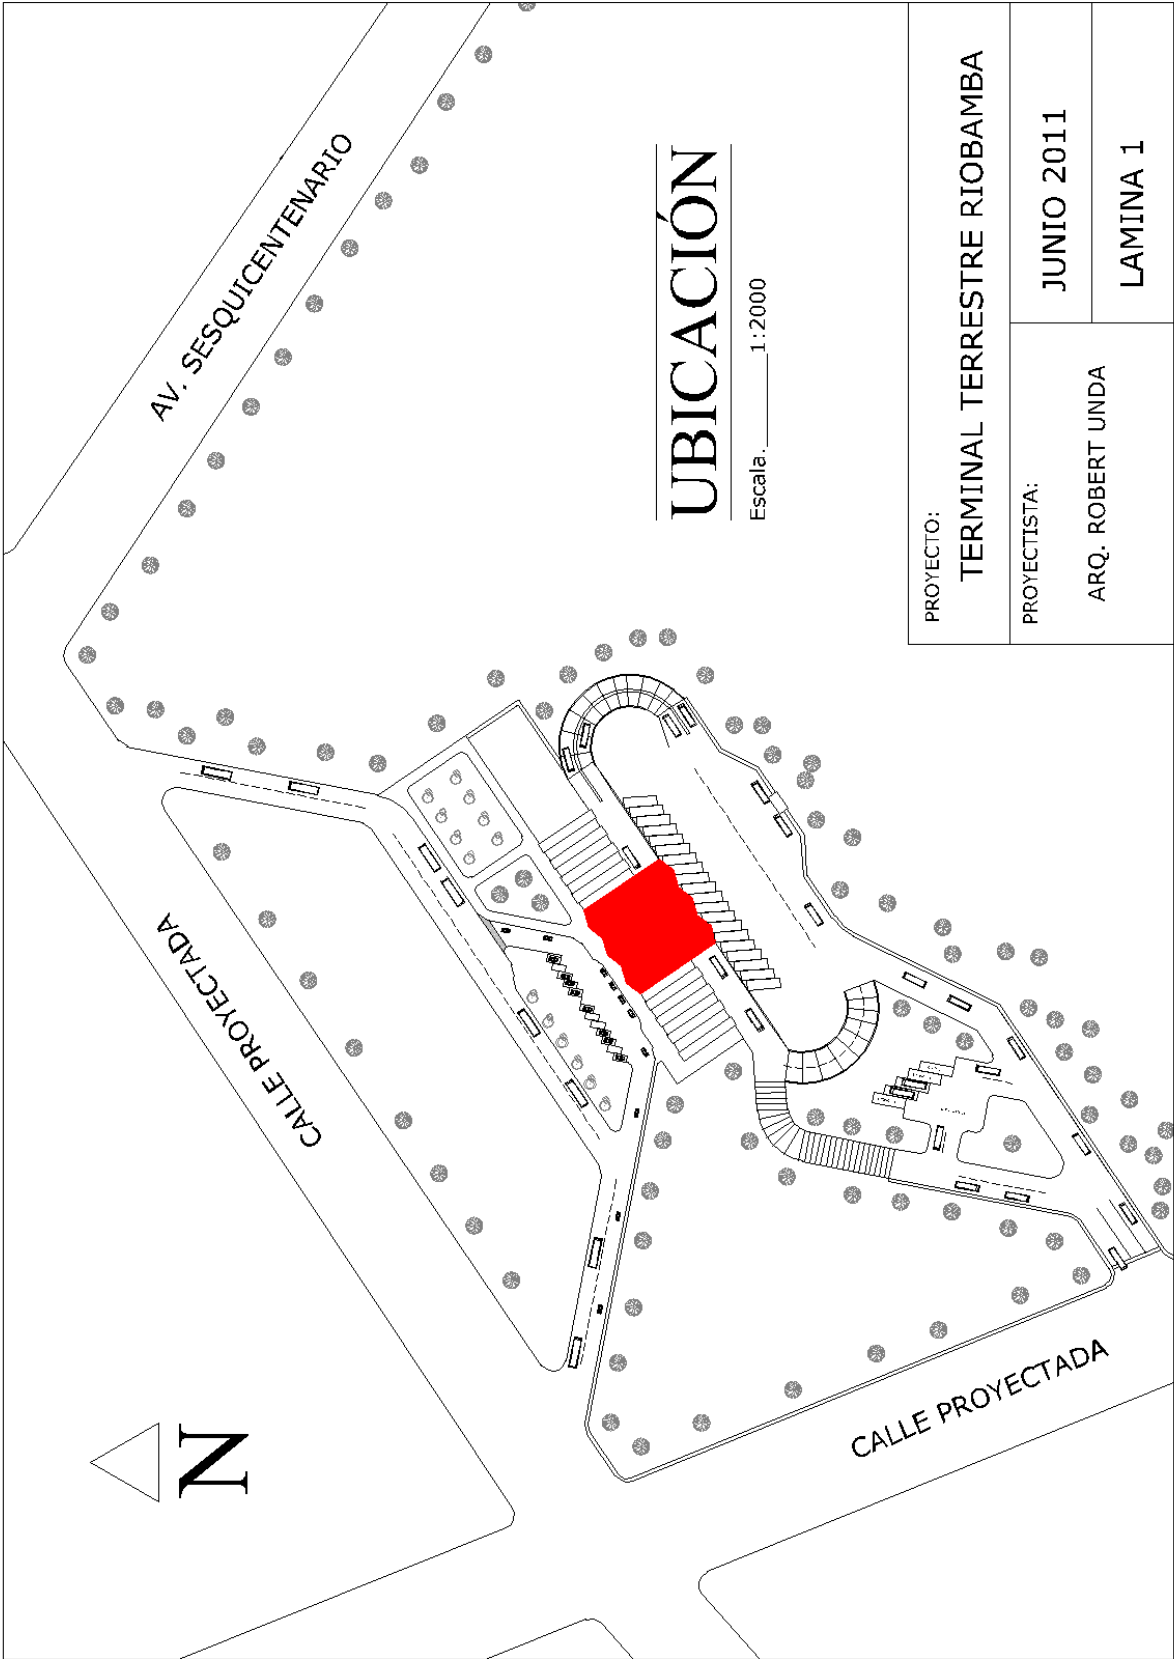 AV. SESQUICENTENARIO
CALLE PROYECTADA
CALLE PROYECTADA
N
UBICACIÓN
Escala. 1:2000
PROYECTO:
TERMINAL TERRESTRE RIOBAMBA
PROYECTISTA:
ARQ. ROBERT UNDA
JUNIO 2011
LAMINA 1